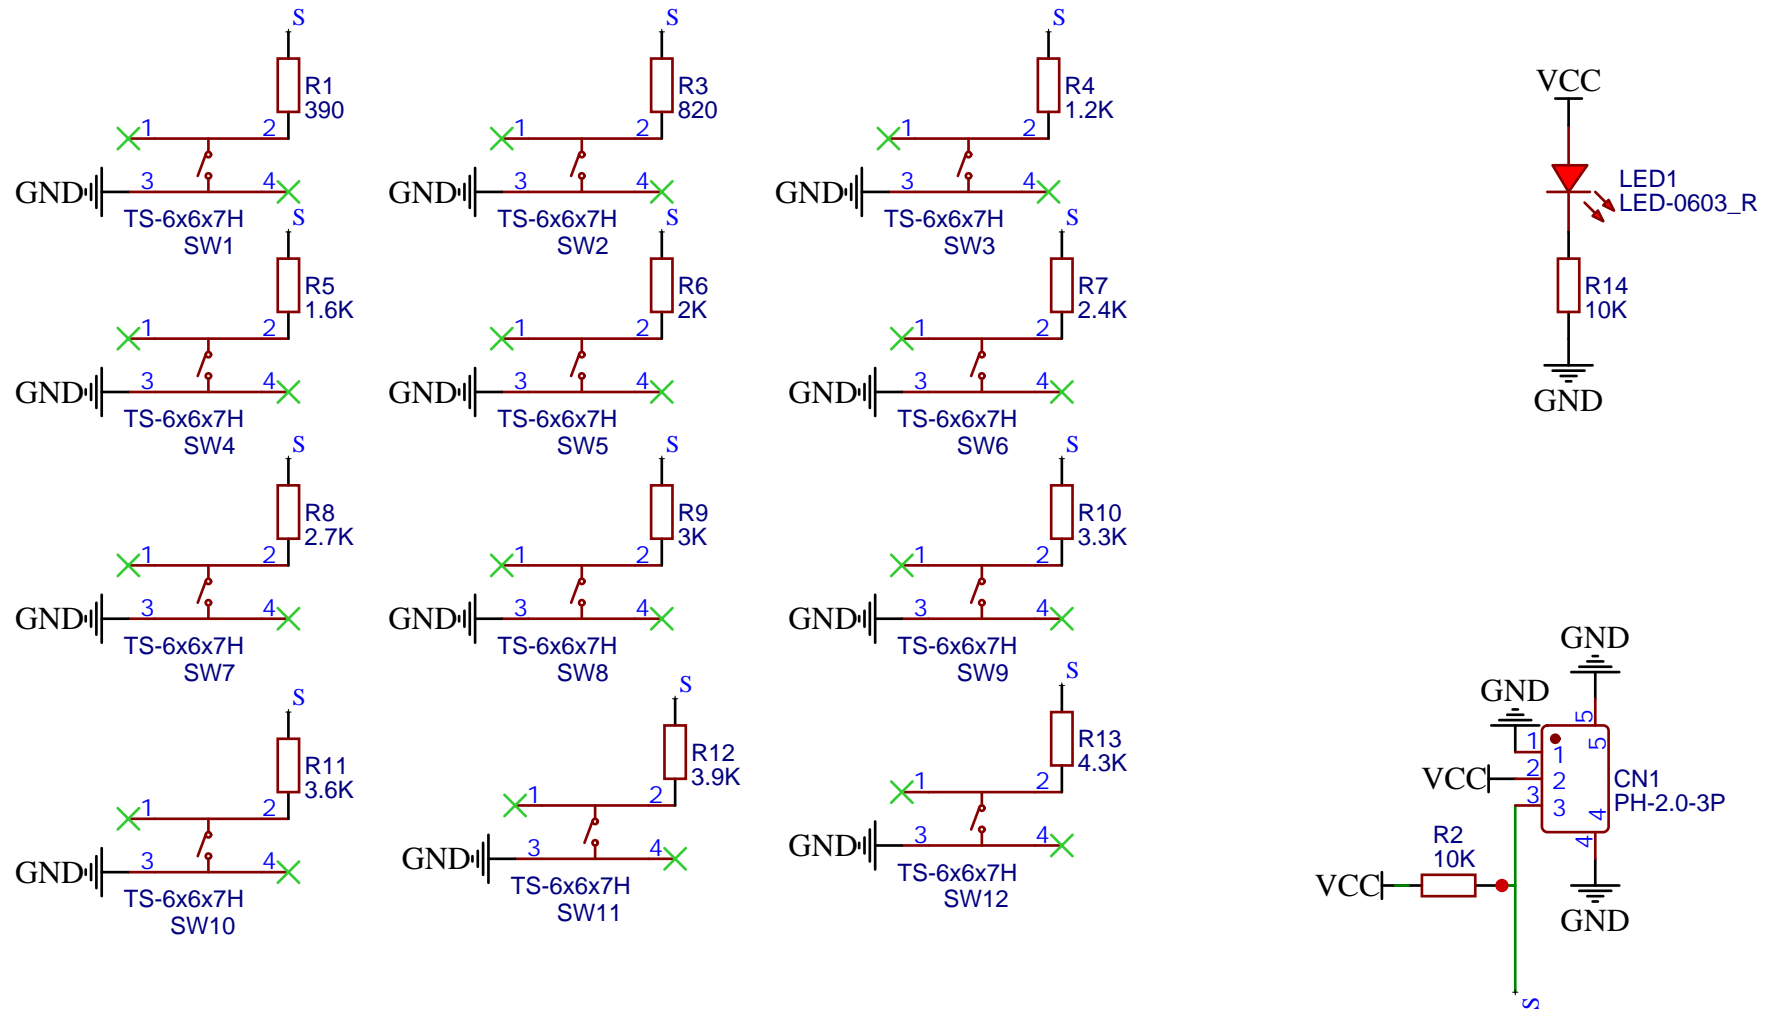 S
R1
390
1
2
GND
3
4
TS-6x6x7H
SW1
S
R3
820
1
2
GND
3
4
TS-6x6x7H
SW2
S
R4
1.2K
1
2
GND
3
4
TS-6x6x7H
SW3
S
R5
1.6K
1
2
GND
3
4
TS-6x6x7H
SW4
S
R6
2K
1
2
GND
3
4
TS-6x6x7H
SW5
S
R7
2.4K
1
2
GND
3
4
TS-6x6x7H
SW6
S
R8
2.7K
1
2
GND
3
4
TS-6x6x7H
SW7
S
R9
3K
1
2
GND
3
4
TS-6x6x7H
SW8
S
R10
3.3K
1
2
GND
3
4
TS-6x6x7H
SW9
S
R11
3.6K
1
2
GND
3
4
TS-6x6x7H
SW10
S
R12
3.9K
1
2
GND
3
4
TS-6x6x7H
SW11
S
R13
4.3K
1
2
GND
3
4
TS-6x6x7H
SW12
VCC
LED1
LED-0603_R
R14
10K
GND
GND
GND
5
5
1
1
VCC
2
2
3
3
CN1
PH-2.0-3P
4
4
GND
R2
10K
VCC
S